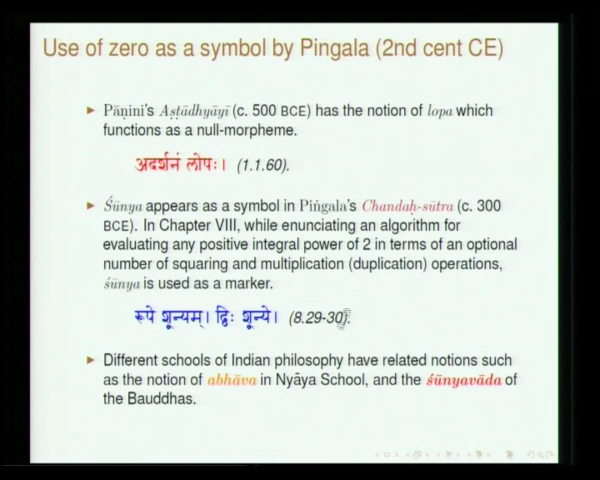 Use of zero as a symbol by Pingala (2nd cent CE)
Pāṇini's Aṣṭādhyāyī (c. 500 BCE) has the notion of lopa which
functions as a null-morpheme.
अदर्शनं लोपः। (1.1.60).
Śūnya appears as a symbol in Piṅgala's Chandaḥ-sūtra (c. 300
BCE). In Chapter VIII, while enunciating an algorithm for
evaluating any positive integral power of 2 in terms of an optional
number of squaring and multiplication (duplication) operations,
śūnya is used as a marker.
रूपे शून्यम्। द्विः शून्ये। (8.29-30).
Different schools of Indian philosophy have related notions such
as the notion of abhāva in Nyāya School, and the śūnyavāda of
the Bauddhas.